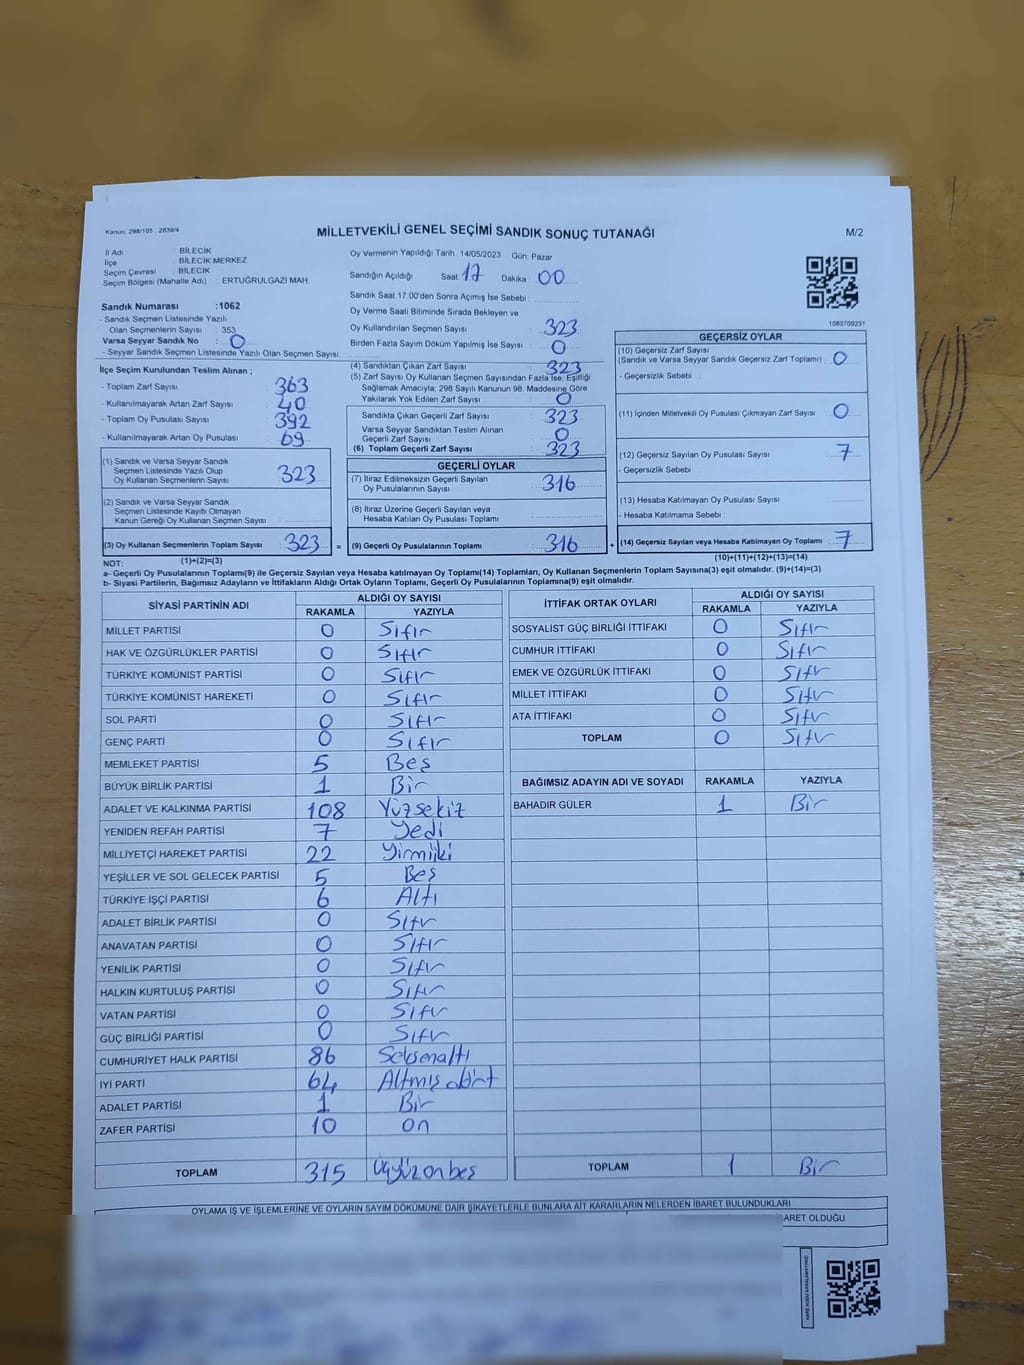 Kanun: 298/105 , 2839/4
MİLLETVEKİLİ GENEL SEÇİMİ SANDIK SONUÇ TUTANAĞI
M/2
İl Adı : BİLECİK
İlçe : BİLECİK MERKEZ
Seçim Çevresi : BİLECİK
Seçim Bölgesi (Mahalle Adı) : ERTUĞRULGAZI MAH.
Sandık Numarası :1062
- Sandık Seçmen Listesinde Yazılı
Olan Seçmenlerin Sayısı : 353
Varsa Seyyar Sandık No : 0
- Seyyar Sandık Seçmen Listesinde Yazılı Olan Seçmen Sayısı:
İlçe Seçim Kurulundan Teslim Alınan ;
- Toplam Zarf Sayısı : 363
- Kullanılmayarak Artan Zarf Sayısı : 40
- Toplam Oy Pusulası Sayısı : 392
- Kullanılmayarak Artan Oy Pusulası : 69
(1) Sandık ve Varsa Seyyar Sandık
Seçmen Listesinde Yazılı Olup
Oy Kullanan Seçmenlerin Sayısı : 323
(2) Sandık ve Varsa Seyyar Sandık
Seçmen Listesinde Kayıtlı Olmayan
Kanun Gereği Oy Kullanan Seçmen Sayısı :
(3) Oy Kullanan Seçmenlerin Toplam Sayısı : 323 =
Oy Vermenin Yapıldığı Tarih :14/05/2023 Gün: Pazar
Sandığın Açıldığı Saat: 17 Dakika : 00
Sandık Saat 17:00'den Sonra Açımış İse Sebebi :
Oy Verme Saati Bitiminde Sırada Bekleyen ve
Oy Kullandırılan Seçmen Sayısı : 323
Birden Fazla Sayım Döküm Yapılmış İse Sayısı : 0
(4) Sandıktan Çıkan Zarf Sayısı : 323
(5) Zarf Sayısı Oy Kullanan Seçmen Sayısından Fazla İse, Eşitliği
Sağlamak Amacıyla; 298 Sayılı Kanunun 98. Maddesine Göre
Yakılarak Yok Edilen Zarf Sayısı : 0
Sandıkta Çıkan Geçerli Zarf Sayısı : 323
Varsa Seyyar Sandıktan Teslim Alınan
Geçerli Zarf Sayısı : 0
(6) Toplam Geçerli Zarf Sayısı : 323
GEÇERLİ OYLAR
(7) İtiraz Edilmeksizin Geçerli Sayılan
Oy Pusulalarının Sayısı : 316
(8) İtiraz Üzerine Geçerli Sayılan veya
Hesaba Katılan Oy Pusulası Toplamı :
(9) Geçerli Oy Pusulalarının Toplamı : 316 +
1083709231
GEÇERSİZ OYLAR
(10) Geçersiz Zarf Sayısı
(Sandık ve Varsa Seyyar Sandık Geçersiz Zarf Toplamı) : 0
- Geçersizlik Sebebi :
(11) İçinden Milletvekili Oy Pusulası Çıkmayan Zarf Sayısı : 0
(12) Geçersiz Sayılan Oy Pusulası Sayısı : 7
- Geçersizlik Sebebi :
(13) Hesaba Katılmayan Oy Pusulası Sayısı :
- Hesaba Katılmama Sebebi :
(14) Geçersiz Sayılan veya Hesaba Katılmayan Oy Toplamı : 7
NOT: (1)+(2)=(3) (10)+(11)+(12)+(13)=(14)
a- Geçerli Oy Pusulalarının Toplamı(9) ile Geçersiz Sayılan veya Hesaba katılmayan Oy Toplamı(14) Toplamları, Oy Kullanan Seçmenlerin Toplam Sayısına(3) eşit olmalıdır. (9)+(14)=(3)
b- Siyasi Partilerin, Bağımsız Adayların ve İttifakların Aldığı Ortak Oyların Toplamı, Geçerli Oy Pusulalarının Toplamına(9) eşit olmalıdır.
SİYASİ PARTİNİN ADI ALDIĞI OY SAYISI
RAKAMLA YAZIYLA
MİLLET PARTİSİ 0 Sıfır
HAK VE ÖZGÜRLÜKLER PARTİSİ 0 Sıfır
TÜRKİYE KOMÜNİST PARTİSİ 0 Sıfır
TÜRKİYE KOMÜNİST HAREKETİ 0 Sıfır
SOL PARTİ 0 Sıfır
GENÇ PARTİ 0 Sıfır
MEMLEKET PARTİSİ 5 Beş
BÜYÜK BİRLİK PARTİSİ 1 Bir
ADALET VE KALKINMA PARTİSİ 108 Yüzsekiz
YENİDEN REFAH PARTİSİ 7 Yedi
MİLLİYETÇİ HAREKET PARTİSİ 22 Yirmiiki
YEŞİLLER VE SOL GELECEK PARTİSİ 5 Beş
TÜRKİYE İŞÇİ PARTİSİ 6 Altı
ADALET BİRLİK PARTİSİ 0 Sıfır
ANAVATAN PARTİSİ 0 Sıfır
YENİLİK PARTİSİ 0 Sıfır
HALKIN KURTULUŞ PARTİSİ 0 Sıfır
VATAN PARTİSİ 0 Sıfır
GÜÇ BİRLİĞİ PARTİSİ 0 Sıfır
CUMHURİYET HALK PARTİSİ 86 Seksenaltı
İYİ PARTİ 64 Altmış dört
ADALET PARTİSİ 1 Bir
ZAFER PARTİSİ 10 on
TOPLAM 315 Üçyüzonbeş
İTTİFAK ORTAK OYLARI ALDIĞI OY SAYISI
RAKAMLA YAZIYLA
SOSYALİST GÜÇ BİRLİĞİ İTTİFAKI 0 Sıfır
CUMHUR İTTİFAKI 0 Sıfır
EMEK VE ÖZGÜRLÜK İTTİFAKI 0 Sıfır
MİLLET İTTİFAKI 0 Sıfır
ATA İTTİFAKI 0 Sıfır
TOPLAM 0 Sıfır
BAĞIMSIZ ADAYIN ADI VE SOYADI RAKAMLA YAZIYLA
BAHADIR GÜLER 1 Bir
TOPLAM 1 Bir
OYLAMA İŞ VE İŞLEMLERİNE VE OYLARIN SAYIM DÖKÜMÜNE DAİR ŞİKAYETLERLE BUNLARA AİT KARARLARIN NELERDEN İBARET BULUNDUKLARI
BARET OLDUĞU